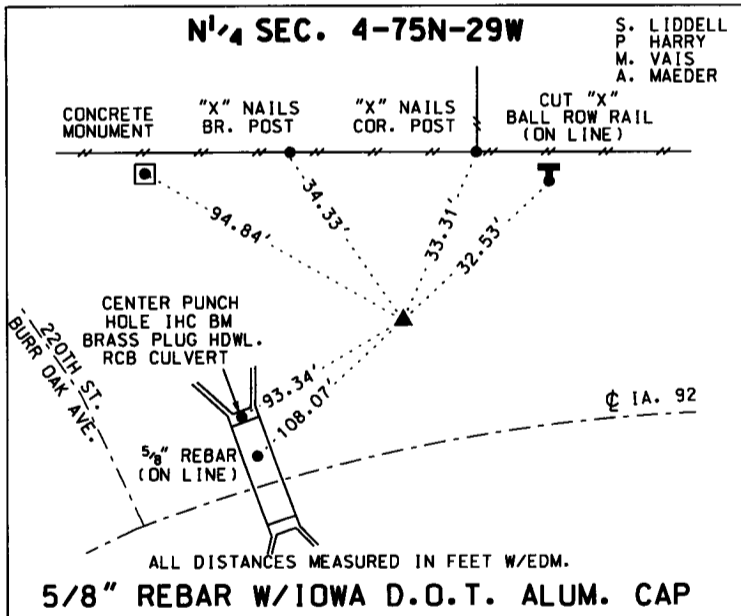 N 1/4 SEC. 4-75N-29W
S. LIDDELL
P HARRY
M. VAIS
A. MAEDER
CONCRETE
MONUMENT
"X" NAILS
BR. POST
"X" NAILS
COR. POST
CUT "X"
BALL ROW RAIL
(ON LINE)
94.84'
34.33'
33.31'
32.53'
CENTER PUNCH
HOLE IHC BM
BRASS PLUG HDWL.
RCB CULVERT
220TH ST.
BURR OAK AVE.
93.34'
108.07'
℄ IA. 92
5/8" REBAR
(ON LINE)
ALL DISTANCES MEASURED IN FEET W/EDM.
5/8" REBAR W/IOWA D.O.T. ALUM. CAP